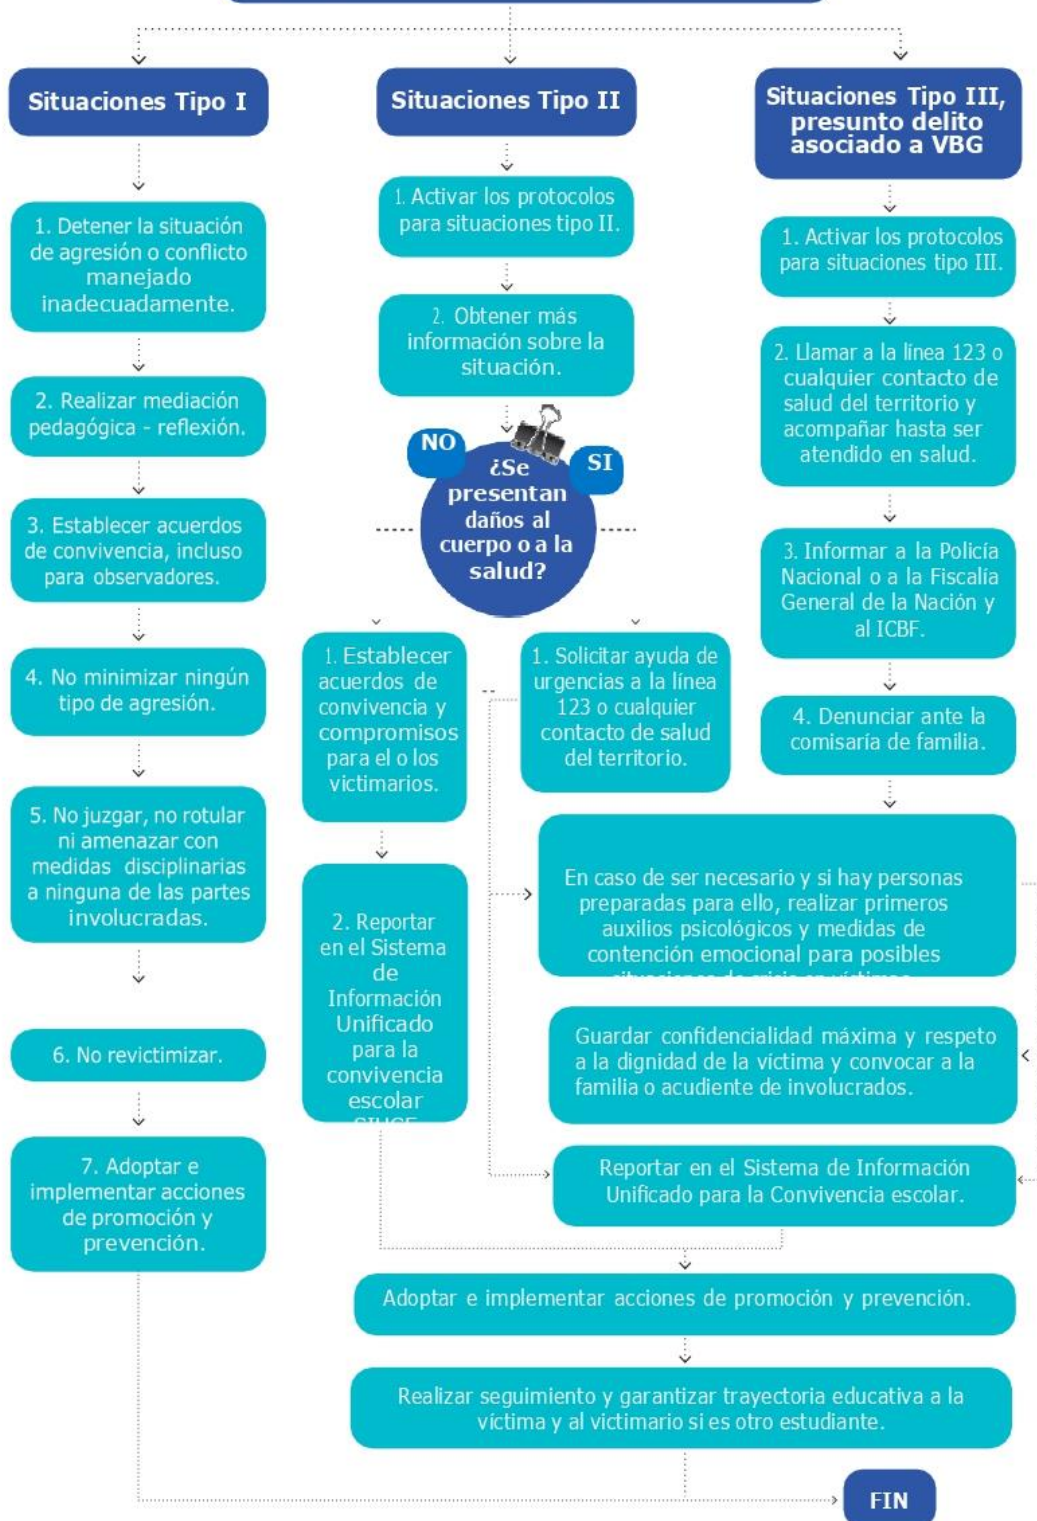 Situaciones Tipo I
1. Detener la situación
de agresión o conflicto
manejado
inadecuadamente.
2. Realizar mediación
pedagógica - reflexión.
3. Establecer acuerdos
de convivencia, incluso
para observadores.
4. No minimizar ningún
tipo de agresión.
5. No juzgar, no rotular
ni amenazar con
medidas disciplinarias
a ninguna de las partes
involucradas.
6. No revictimizar.
7. Adoptar e
implementar acciones
de promoción y
prevención.
Situaciones Tipo II
1. Activar los protocolos
para situaciones tipo II.
2. Obtener más
información sobre la
situación.
NO
SI
¿Se
presentan
daños al
cuerpo o a la
salud?
1. Establecer
acuerdos de
convivencia y
compromisos
para el o los
victimarios.
2. Reportar
en el Sistema
de
Información
Unificado
para la
convivencia
escolar
1. Solicitar ayuda de
urgencias a la línea
123 o cualquier
contacto de salud
del territorio.
Situaciones Tipo III,
presunto delito
asociado a VBG
1. Activar los protocolos
para situaciones tipo III.
2. Llamar a la línea 123 o
cualquier contacto de
salud del territorio y
acompañar hasta ser
atendido en salud.
3. Informar a la Policía
Nacional o a la Fiscalía
General de la Nación y
al ICBF.
4. Denunciar ante la
comisaría de familia.
En caso de ser necesario y si hay personas
preparadas para ello, realizar primeros
auxilios psicológicos y medidas de
contención emocional para posibles
Guardar confidencialidad máxima y respeto
a la dignidad de la víctima y convocar a la
familia o acudiente de involucrados.
Reportar en el Sistema de Información
Unificado para la Convivencia escolar.
Adoptar e implementar acciones de promoción y prevención.
Realizar seguimiento y garantizar trayectoria educativa a la
víctima y al victimario si es otro estudiante.
FIN